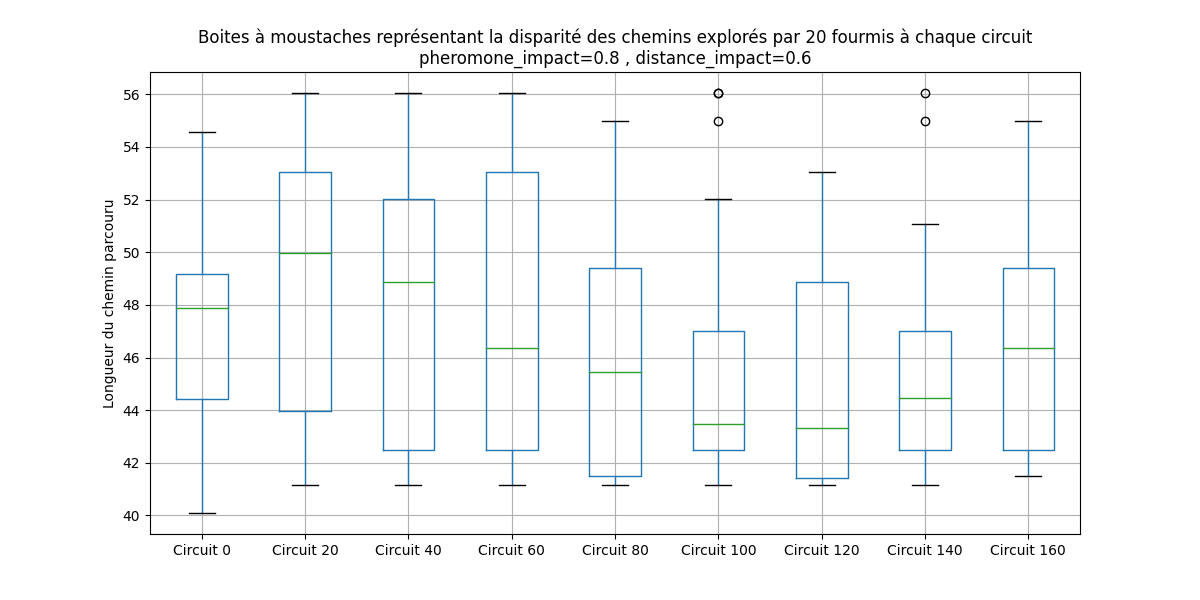 Boites à moustaches représentant la disparité des chemins explorés par 20 fourmis à chaque circuit
pheromone_impact=0.8 , distance_impact=0.6
Longueur du chemin parcouru
56
54
52
50
48
46
44
42
40
Circuit 0 Circuit 20 Circuit 40 Circuit 60 Circuit 80 Circuit 100 Circuit 120 Circuit 140 Circuit 160